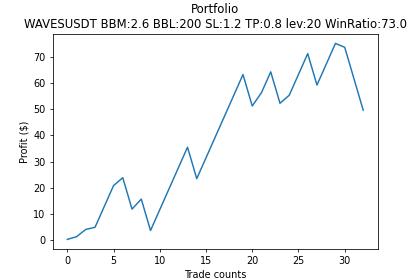 Portfolio
WAVESUSDT BBM:2.6 BBL:200 SL:1.2 TP:0.8 lev:20 WinRatio:73.0
70
60
50
40
30
20
10
0
Profit ($)
0 5 10 15 20 25 30
Trade counts